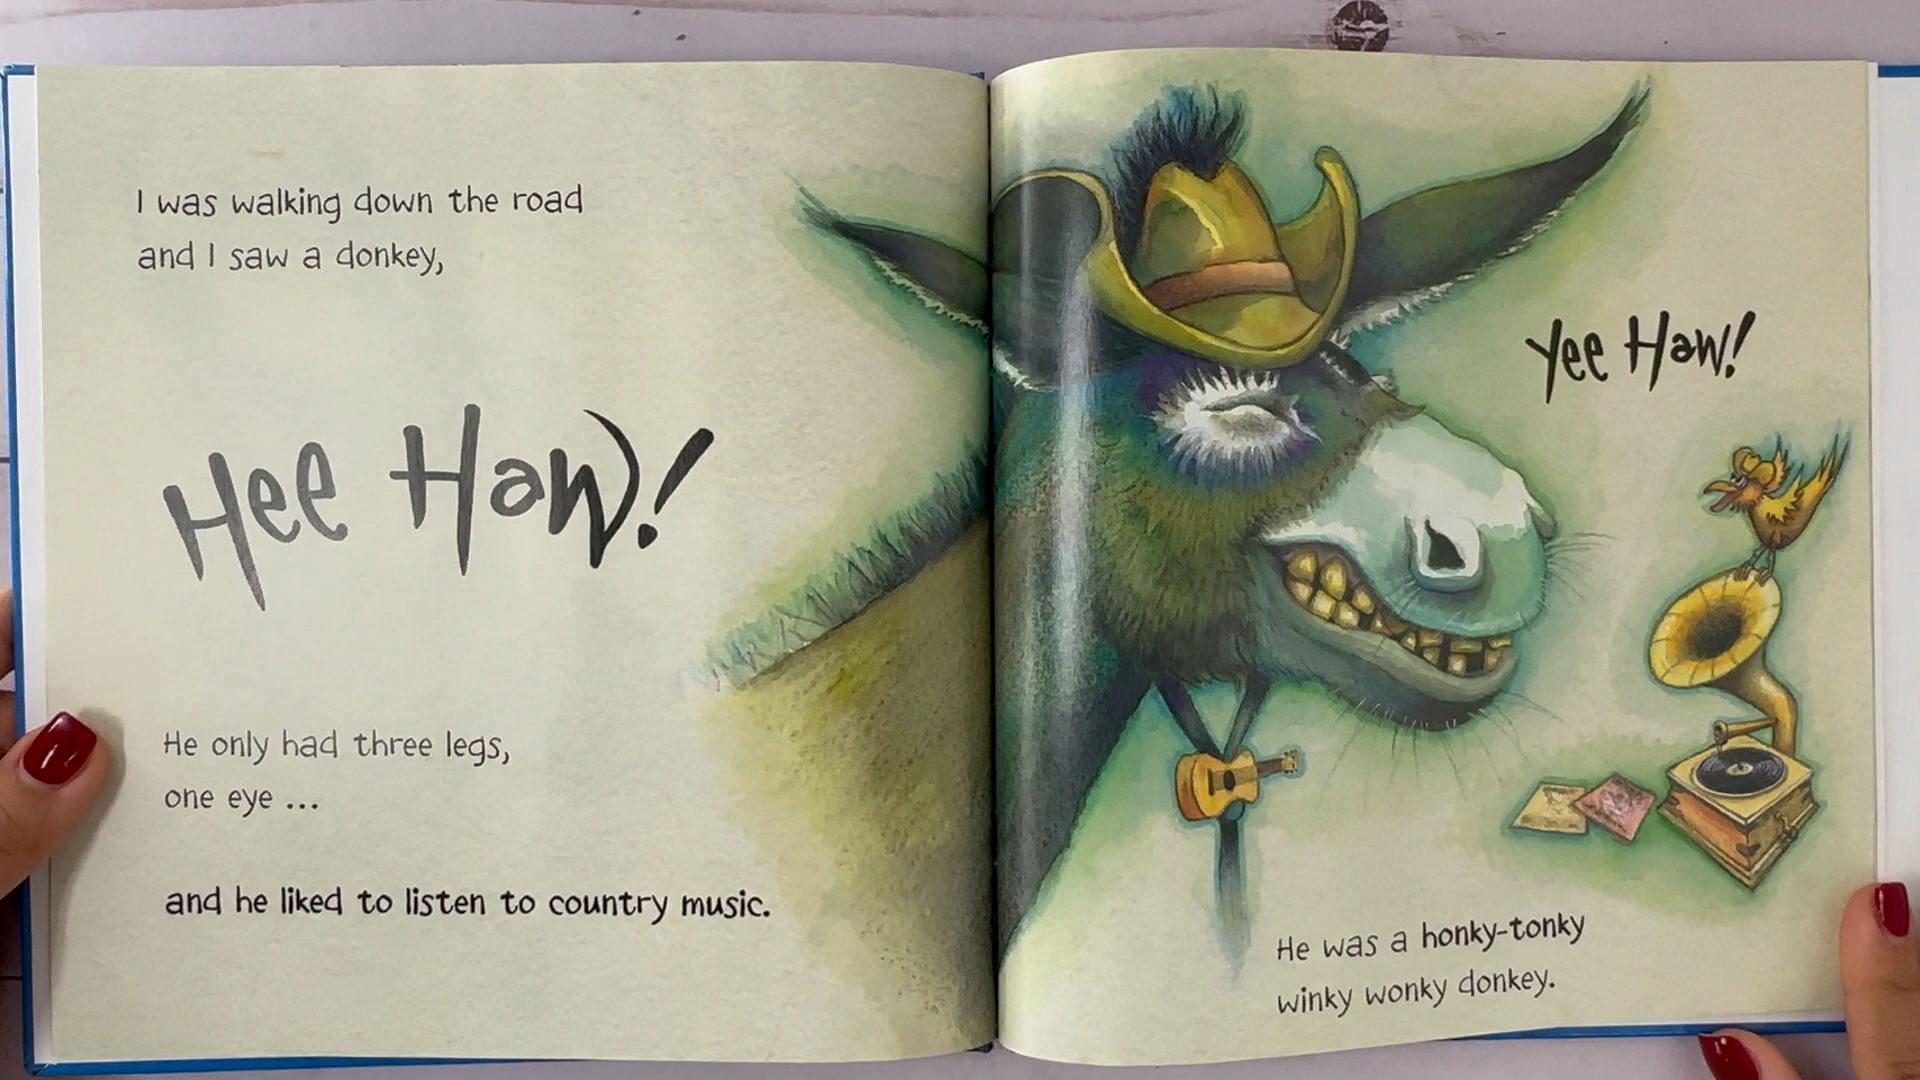 I was walking down the road
and I saw a donkey,
Hee Haw!
He only had three legs,
one eye ...
and he liked to listen to country music.
Yee Haw!
He was a honky-tonky
winky wonky donkey.